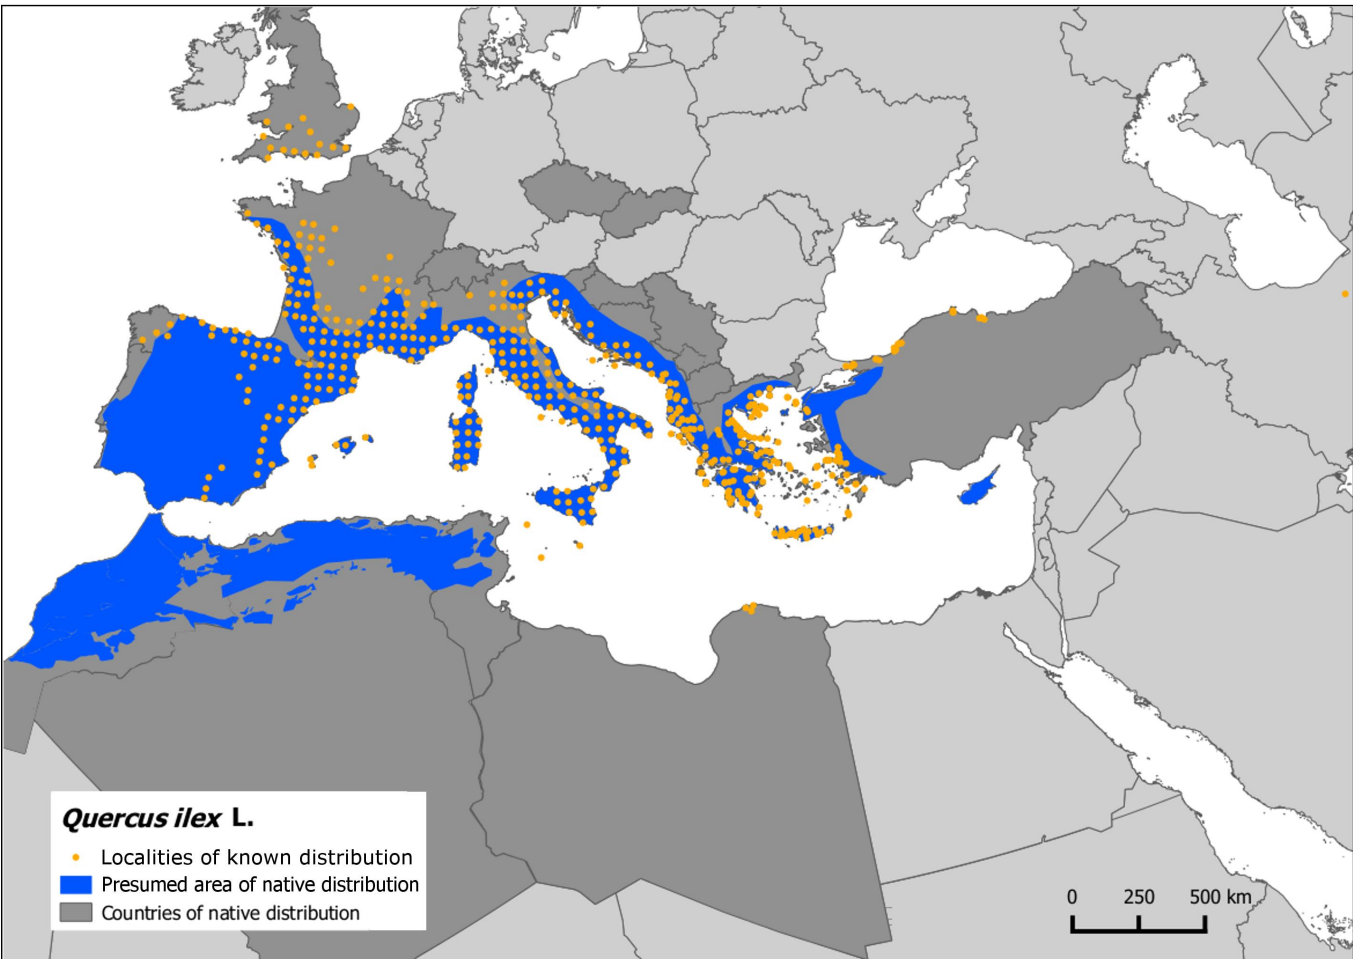 Quercus ilex L.
Localities of known distribution
Presumed area of native distribution
Countries of native distribution
0 250 500 km